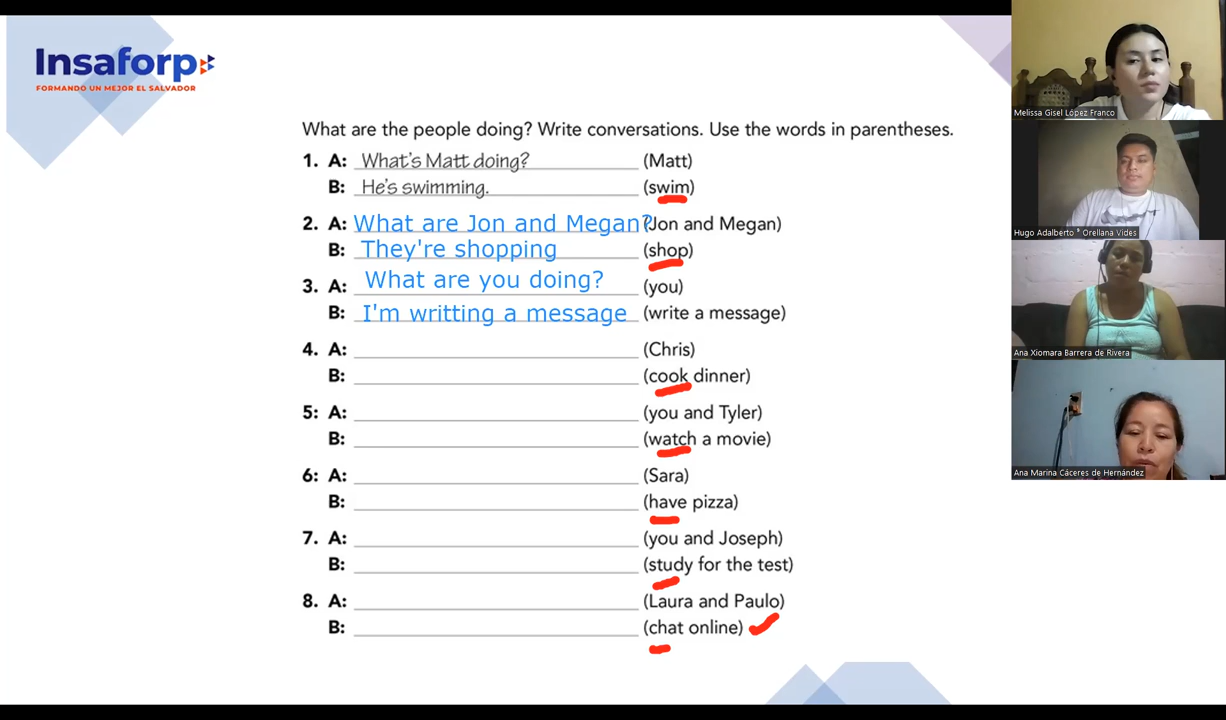 Insaforp
FORMANDO UN MEJOR EL SALVADOR
What are the people doing? Write conversations. Use the words in parentheses.
1. A: What's Matt doing? (Matt)
B: He's swimming. (swim)
2. A: What are Jon and Megan? (Jon and Megan)
B: They're shopping (shop)
3. A: What are you doing? (you)
B: I'm writting a message (write a message)
4. A: (Chris)
B: (cook dinner)
5: A: (you and Tyler)
B: (watch a movie)
6: A: (Sara)
B: (have pizza)
7. A: (you and Joseph)
B: (study for the test)
8. A: (Laura and Paulo)
B: (chat online)
Melissa Gisel López Franco
Hugo Adalberto * Orellana Vides
Ana Xiomara Barrera de Rivera
Ana Marina Cáceres de Hernández